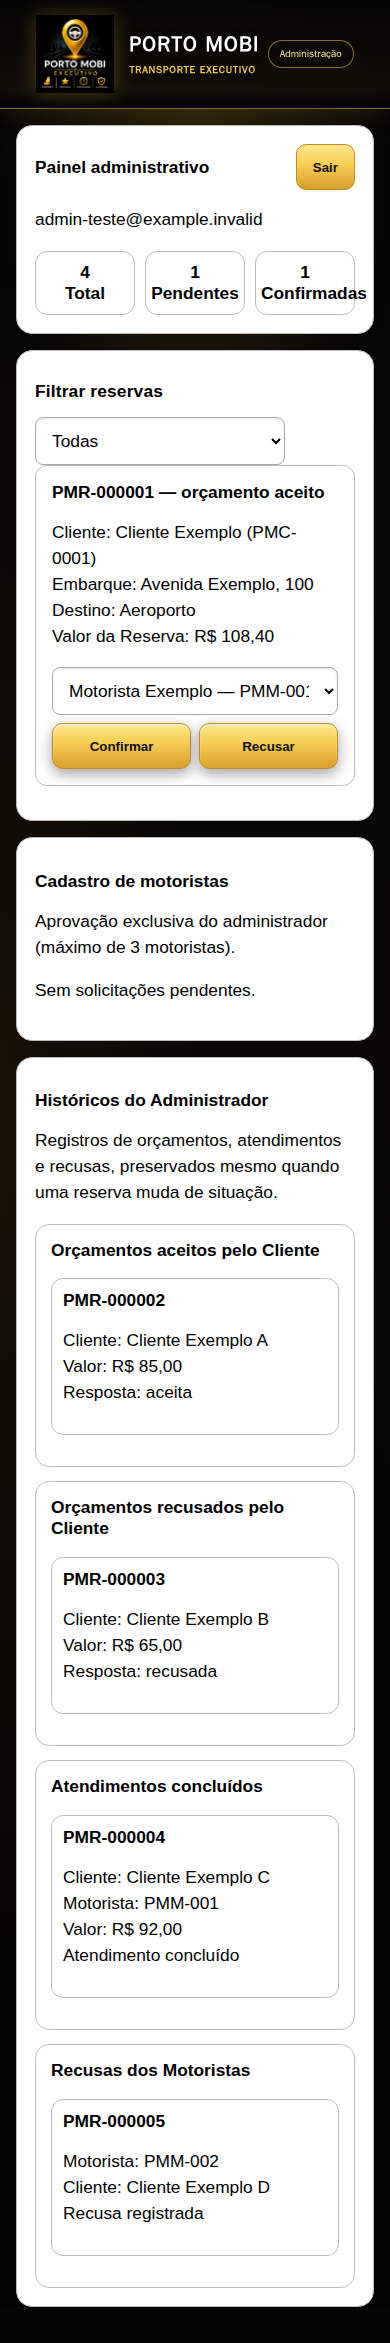 PORTO MOBI
EXECUTIVO
PORTO MOBI
TRANSPORTE EXECUTIVO
Administração
Painel administrativo
Sair
admin-teste@example.invalid
4
Total
1
Pendentes
1
Confirmadas
Filtrar reservas
Todas
PMR-000001 — orçamento aceito
Cliente: Cliente Exemplo (PMC-
0001)
Embarque: Avenida Exemplo, 100
Destino: Aeroporto
Valor da Reserva: R$ 108,40
Motorista Exemplo — PMM-001
Confirmar
Recusar
Cadastro de motoristas
Aprovação exclusiva do administrador
(máximo de 3 motoristas).
Sem solicitações pendentes.
Históricos do Administrador
Registros de orçamentos, atendimentos
e recusas, preservados mesmo quando
uma reserva muda de situação.
Orçamentos aceitos pelo Cliente
PMR-000002
Cliente: Cliente Exemplo A
Valor: R$ 85,00
Resposta: aceita
Orçamentos recusados pelo
Cliente
PMR-000003
Cliente: Cliente Exemplo B
Valor: R$ 65,00
Resposta: recusada
Atendimentos concluídos
PMR-000004
Cliente: Cliente Exemplo C
Motorista: PMM-001
Valor: R$ 92,00
Atendimento concluído
Recusas dos Motoristas
PMR-000005
Motorista: PMM-002
Cliente: Cliente Exemplo D
Recusa registrada